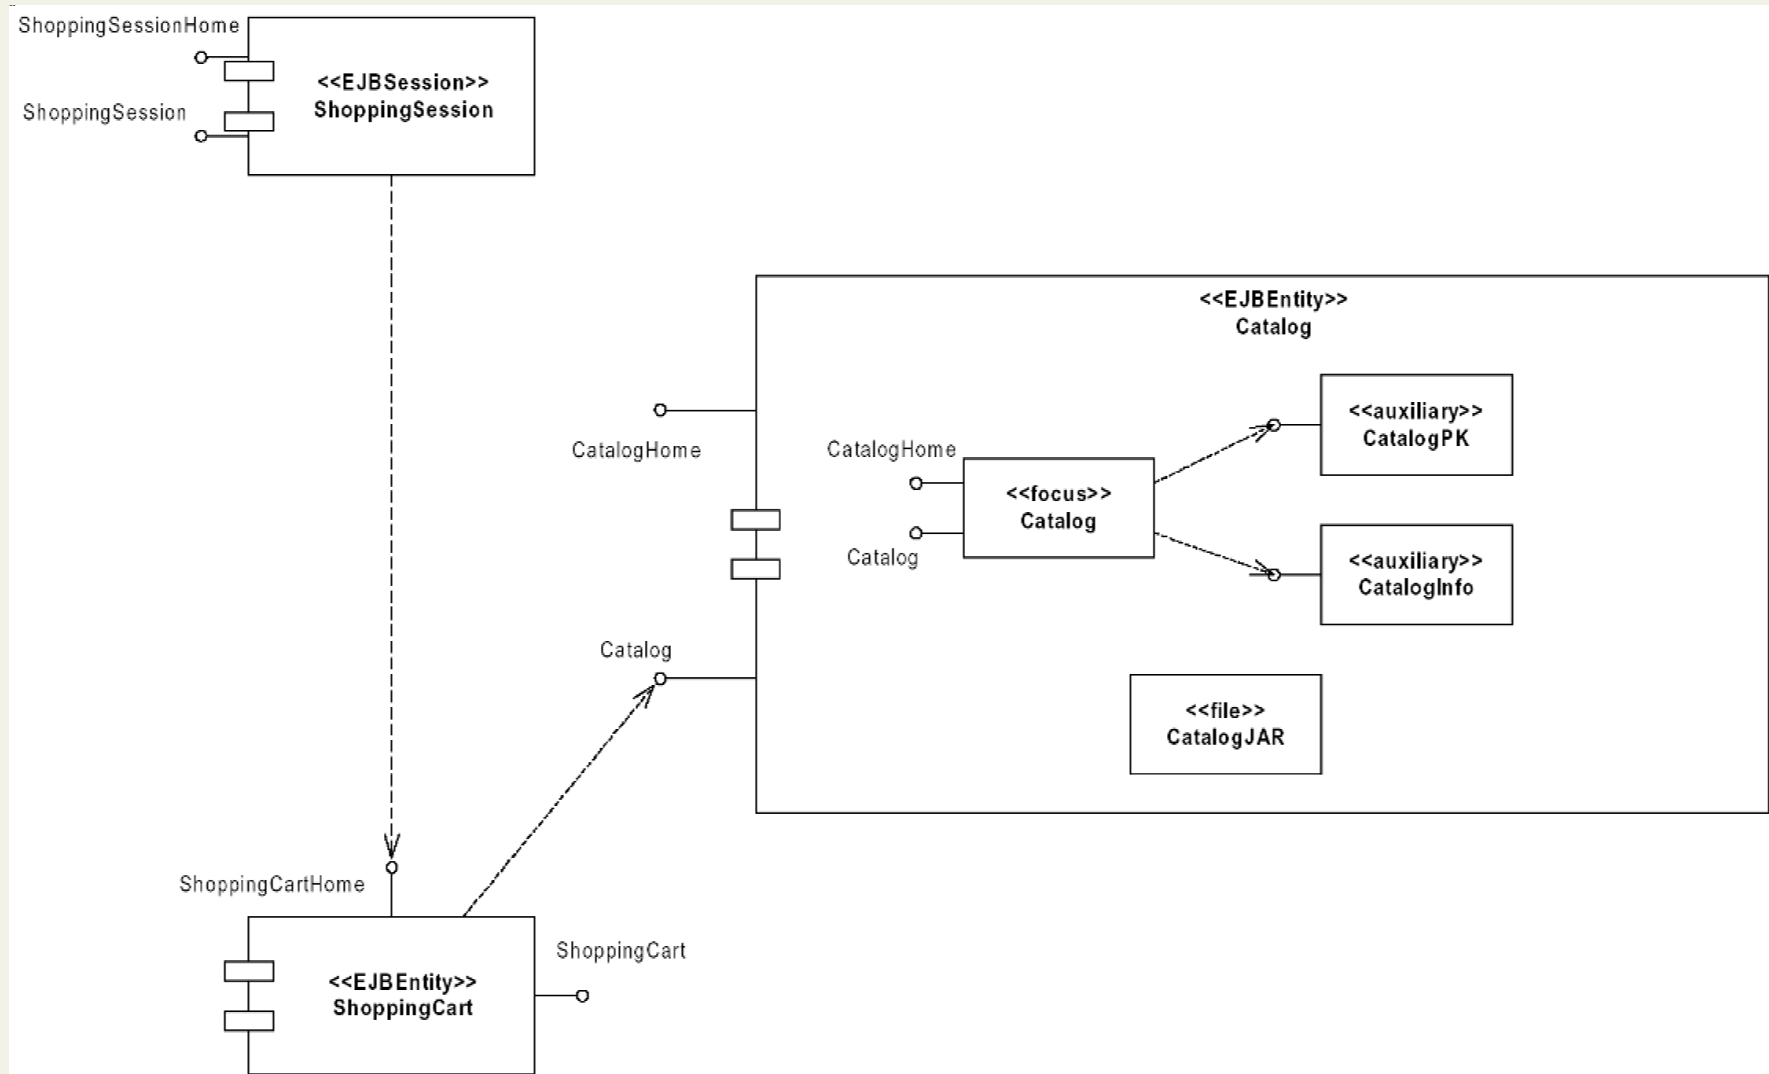 ShoppingSessionHome
<<EJBSession>>
ShoppingSession
ShoppingSession
<<EJBEntity>>
Catalog
<<auxiliary>>
CatalogPK
CatalogHome
CatalogHome
<<focus>>
Catalog
Catalog
<<auxiliary>>
CatalogInfo
Catalog
<<file>>
CatalogJAR
ShoppingCartHome
ShoppingCart
<<EJBEntity>>
ShoppingCart